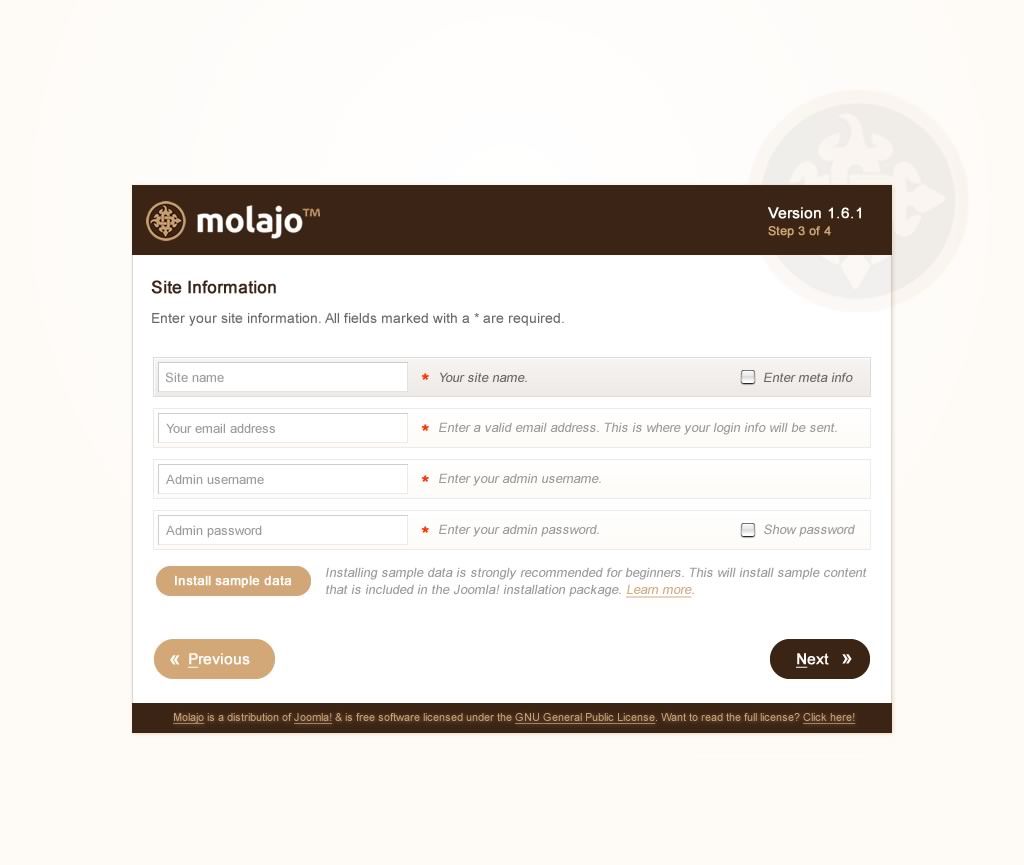 molajo™
Version 1.6.1
Step 3 of 4
Site Information
Enter your site information. All fields marked with a * are required.
Site name * Your site name. Enter meta info
Your email address * Enter a valid email address. This is where your login info will be sent.
Admin username * Enter your admin username.
Admin password * Enter your admin password. Show password
Install sample data
Installing sample data is strongly recommended for beginners. This will install sample content
that is included in the Joomla! installation package. Learn more.
« Previous
Next »
Molajo is a distribution of Joomla! & is free software licensed under the GNU General Public License. Want to read the full license? Click here!